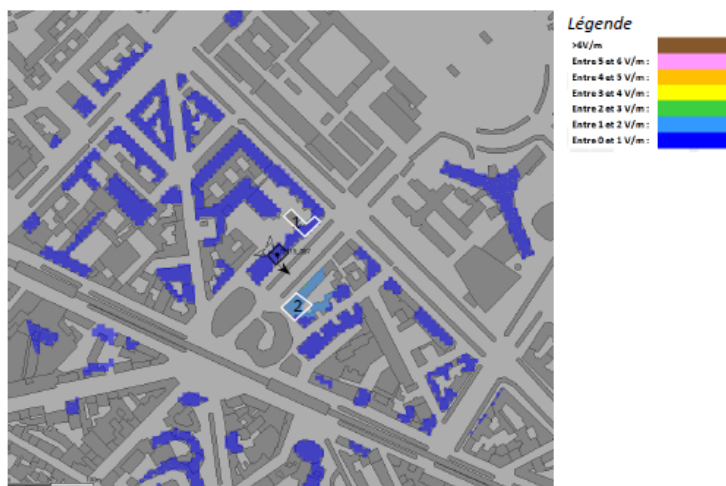 Légende
>6V/m
Entre 5 et 6 V/m :
Entre 4 et 5 V/m :
Entre 3 et 4 V/m :
Entre 2 et 3 V/m :
Entre 1 et 2 V/m :
Entre 0 et 1 V/m :
1
2